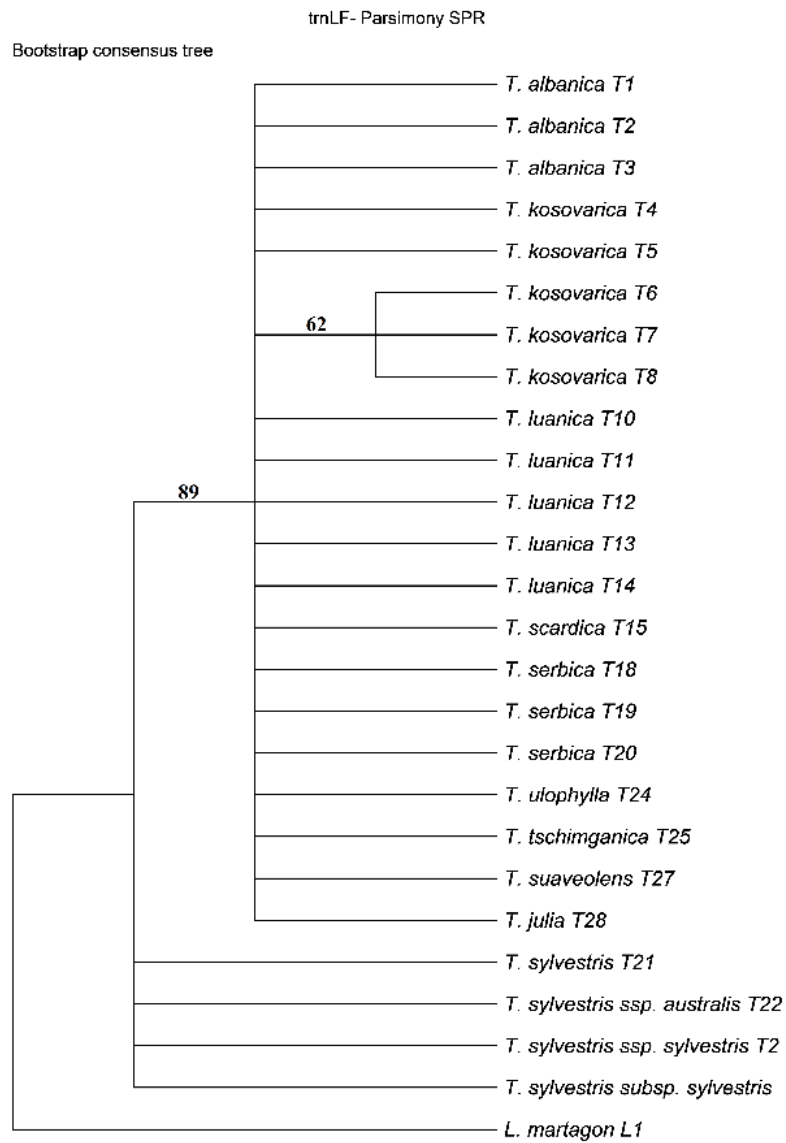 trnLF- Parsimony SPR
Bootstrap consensus tree
T. albanica T1
T. albanica T2
T. albanica T3
T. kosovarica T4
T. kosovarica T5
T. kosovarica T6
62
T. kosovarica T7
T. kosovarica T8
T. luanica T10
T. luanica T11
89
T. luanica T12
T. luanica T13
T. luanica T14
T. scardica T15
T. serbica T18
T. serbica T19
T. serbica T20
T. ulophylla T24
T. tschimganica T25
T. suaveolens T27
T. julia T28
T. sylvestris T21
T. sylvestris ssp. australis T22
T. sylvestris ssp. sylvestris T2
T. sylvestris subsp. sylvestris
L. martagon L1